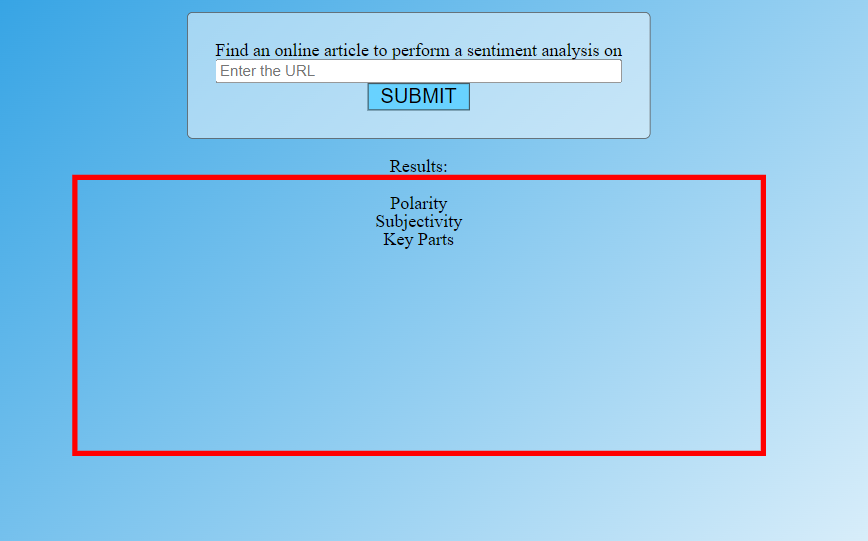 Find an online article to perform a sentiment analysis on
Enter the URL
SUBMIT
Results:
Polarity
Subjectivity
Key Parts